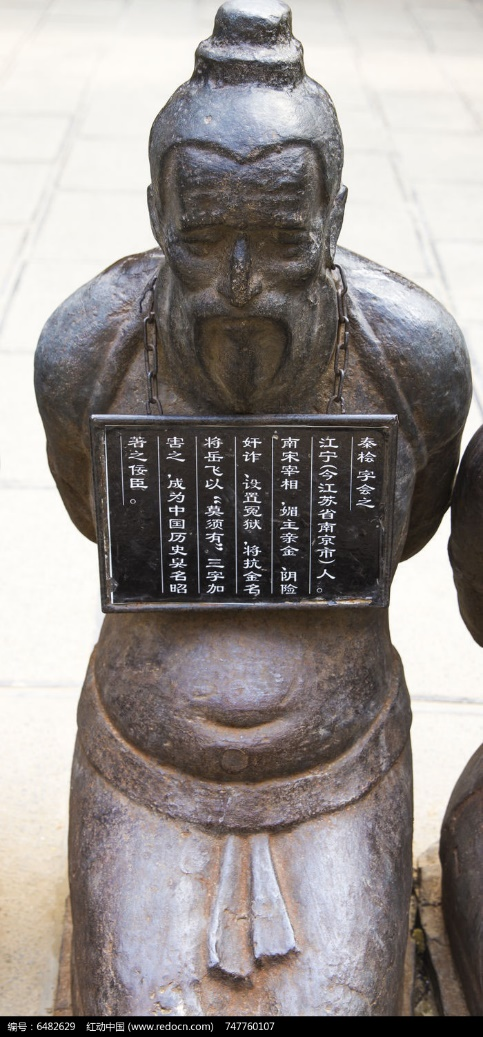 秦桧 字会之
江宁(今江苏省南京市)人。
南宋宰相,媚主亲金,阴险
奸诈,设置冤狱,将抗金名
将岳飞以“莫须有”三字加
害之,成为中国历史臭名昭
著之佞臣。
编号:6482629 红动中国 (www.redocn.com) 747760107